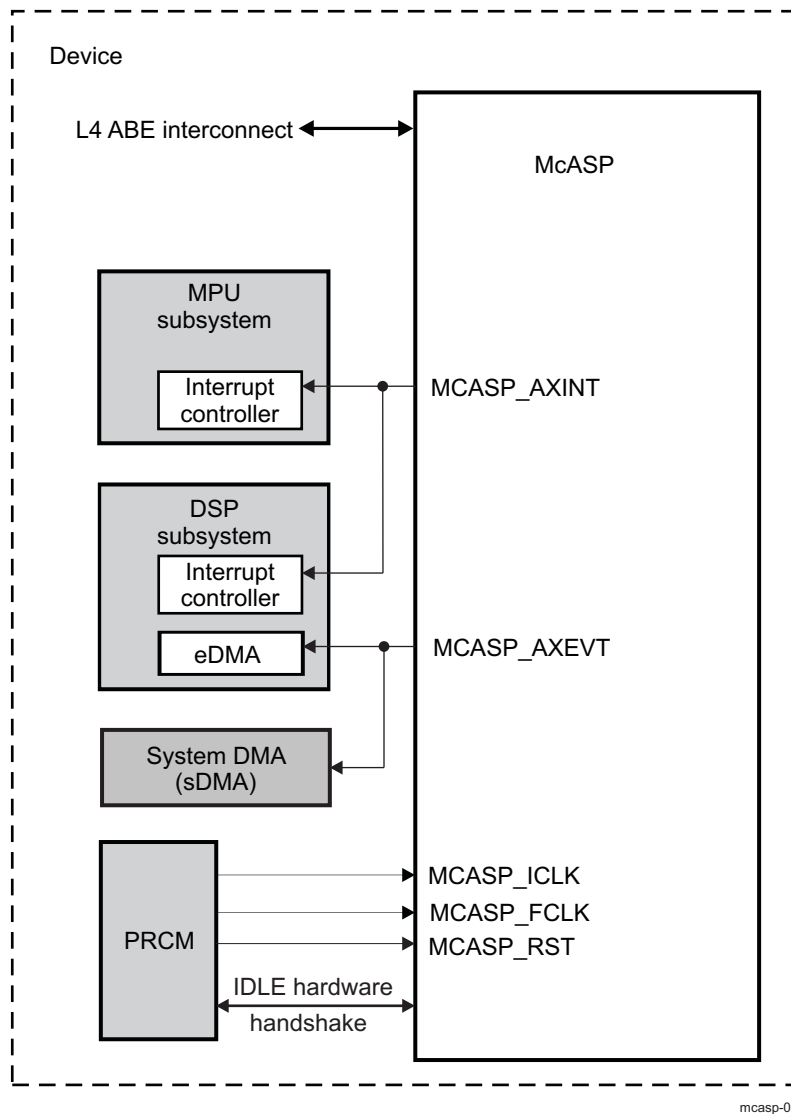 Device
L4 ABE interconnect
McASP
MPU
subsystem
Interrupt
controller
MCASP_AXINT
DSP
subsystem
Interrupt
controller
eDMA
MCASP_AXEVT
System DMA
(sDMA)
PRCM
MCASP_ICLK
MCASP_FCLK
MCASP_RST
IDLE hardware
handshake
mcasp-0